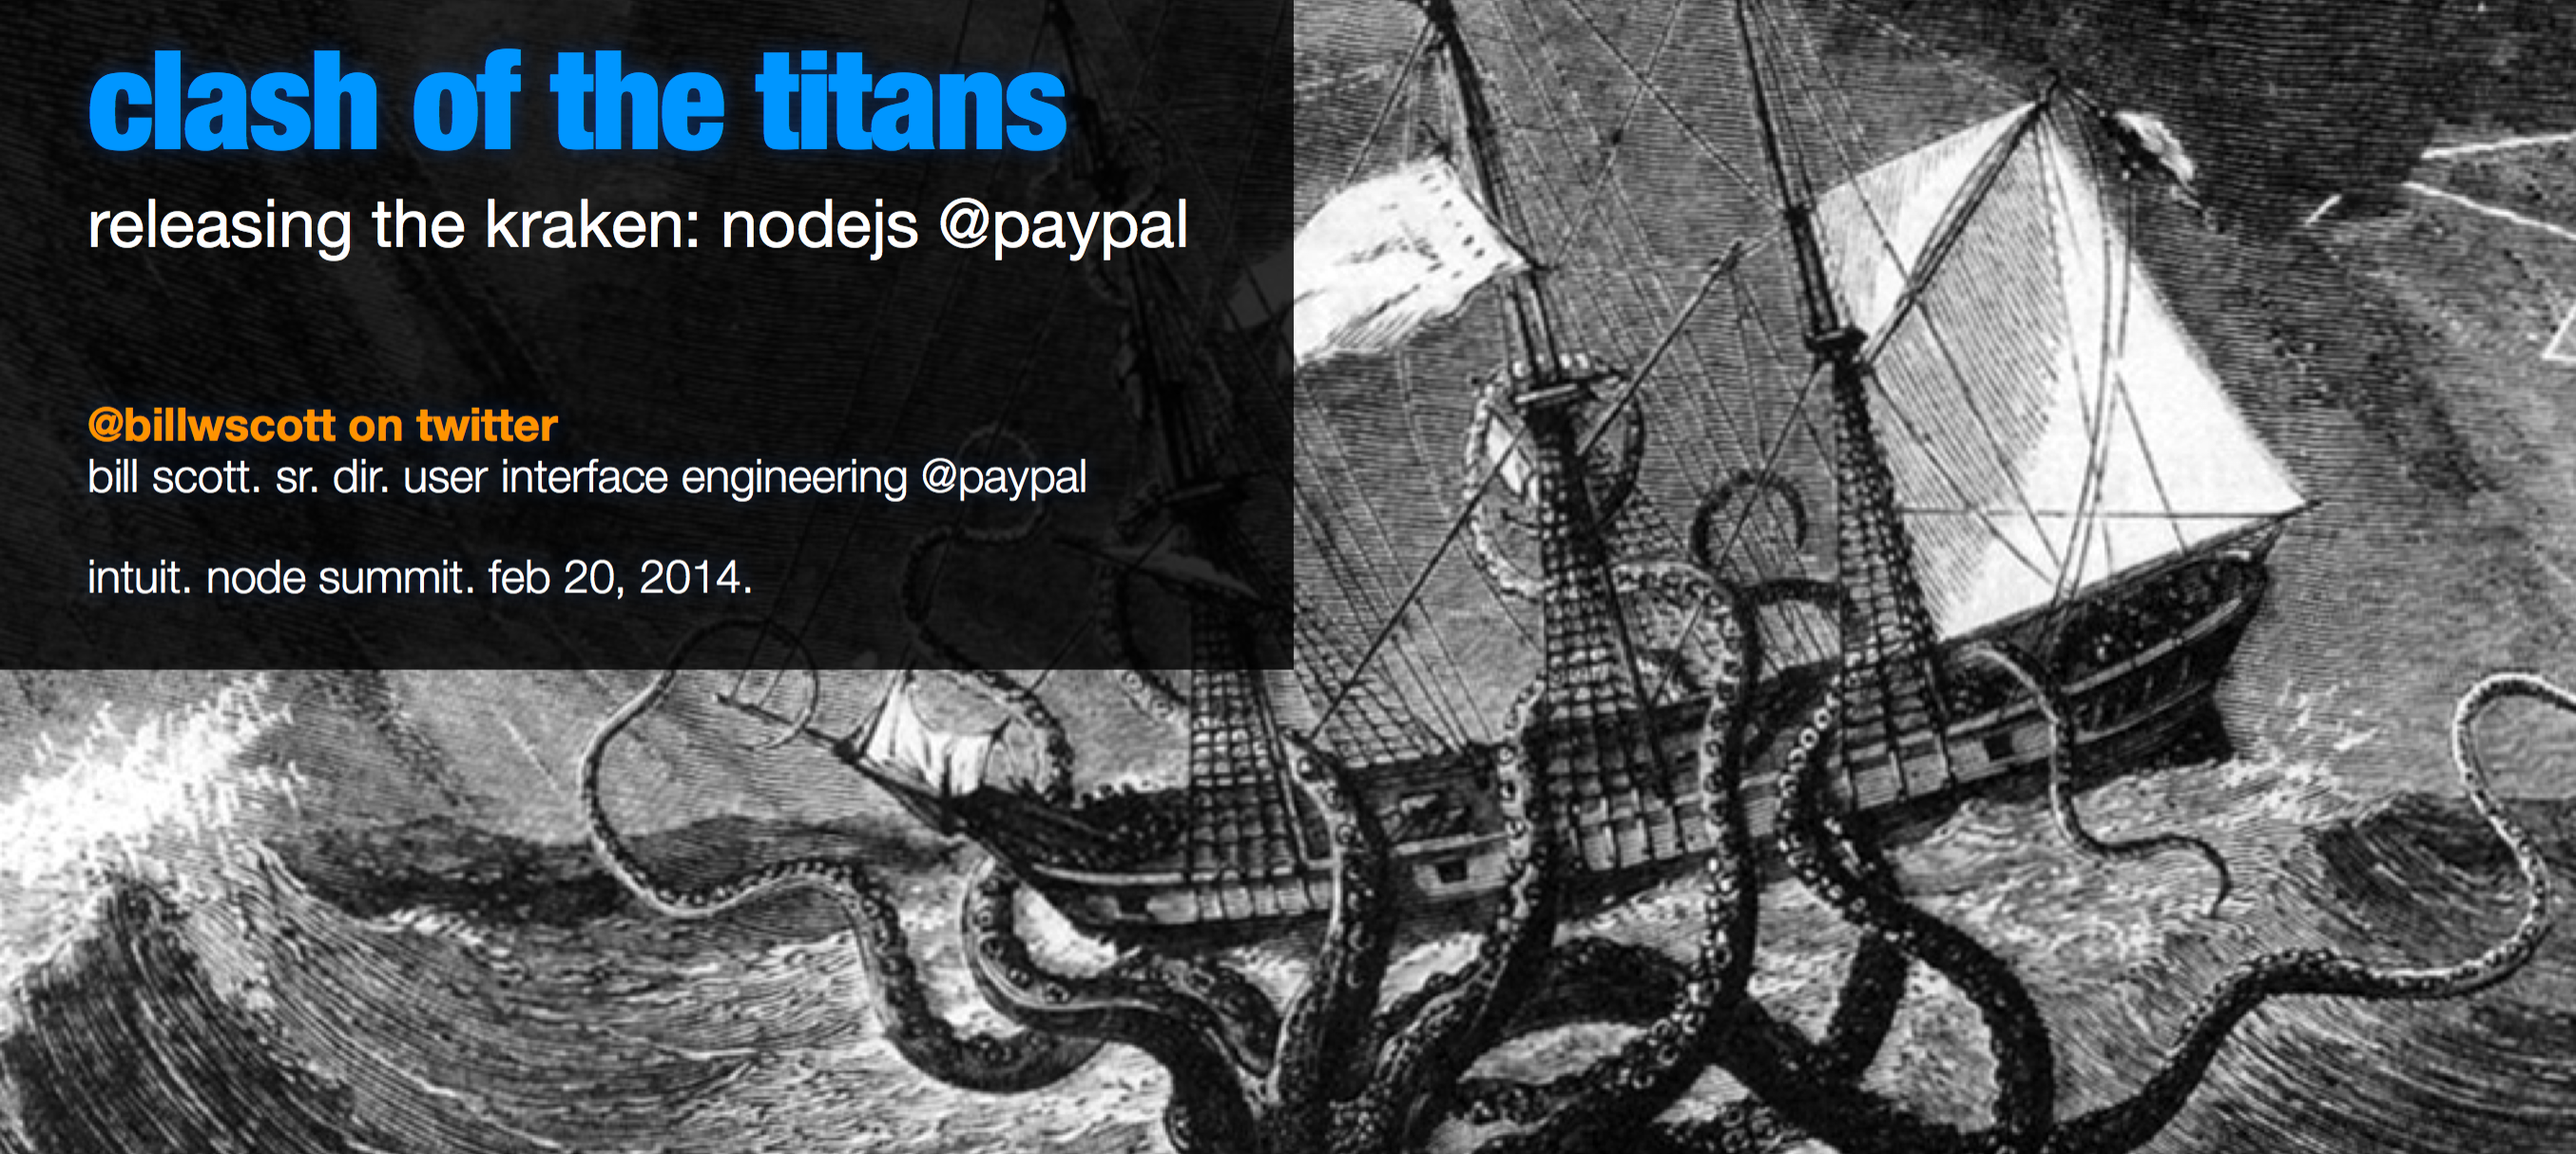 clash of the titans
releasing the kraken: nodejs @paypal
@billwscott on twitter
bill scott. sr. dir. user interface engineering @paypal
intuit. node summit. feb 20, 2014.